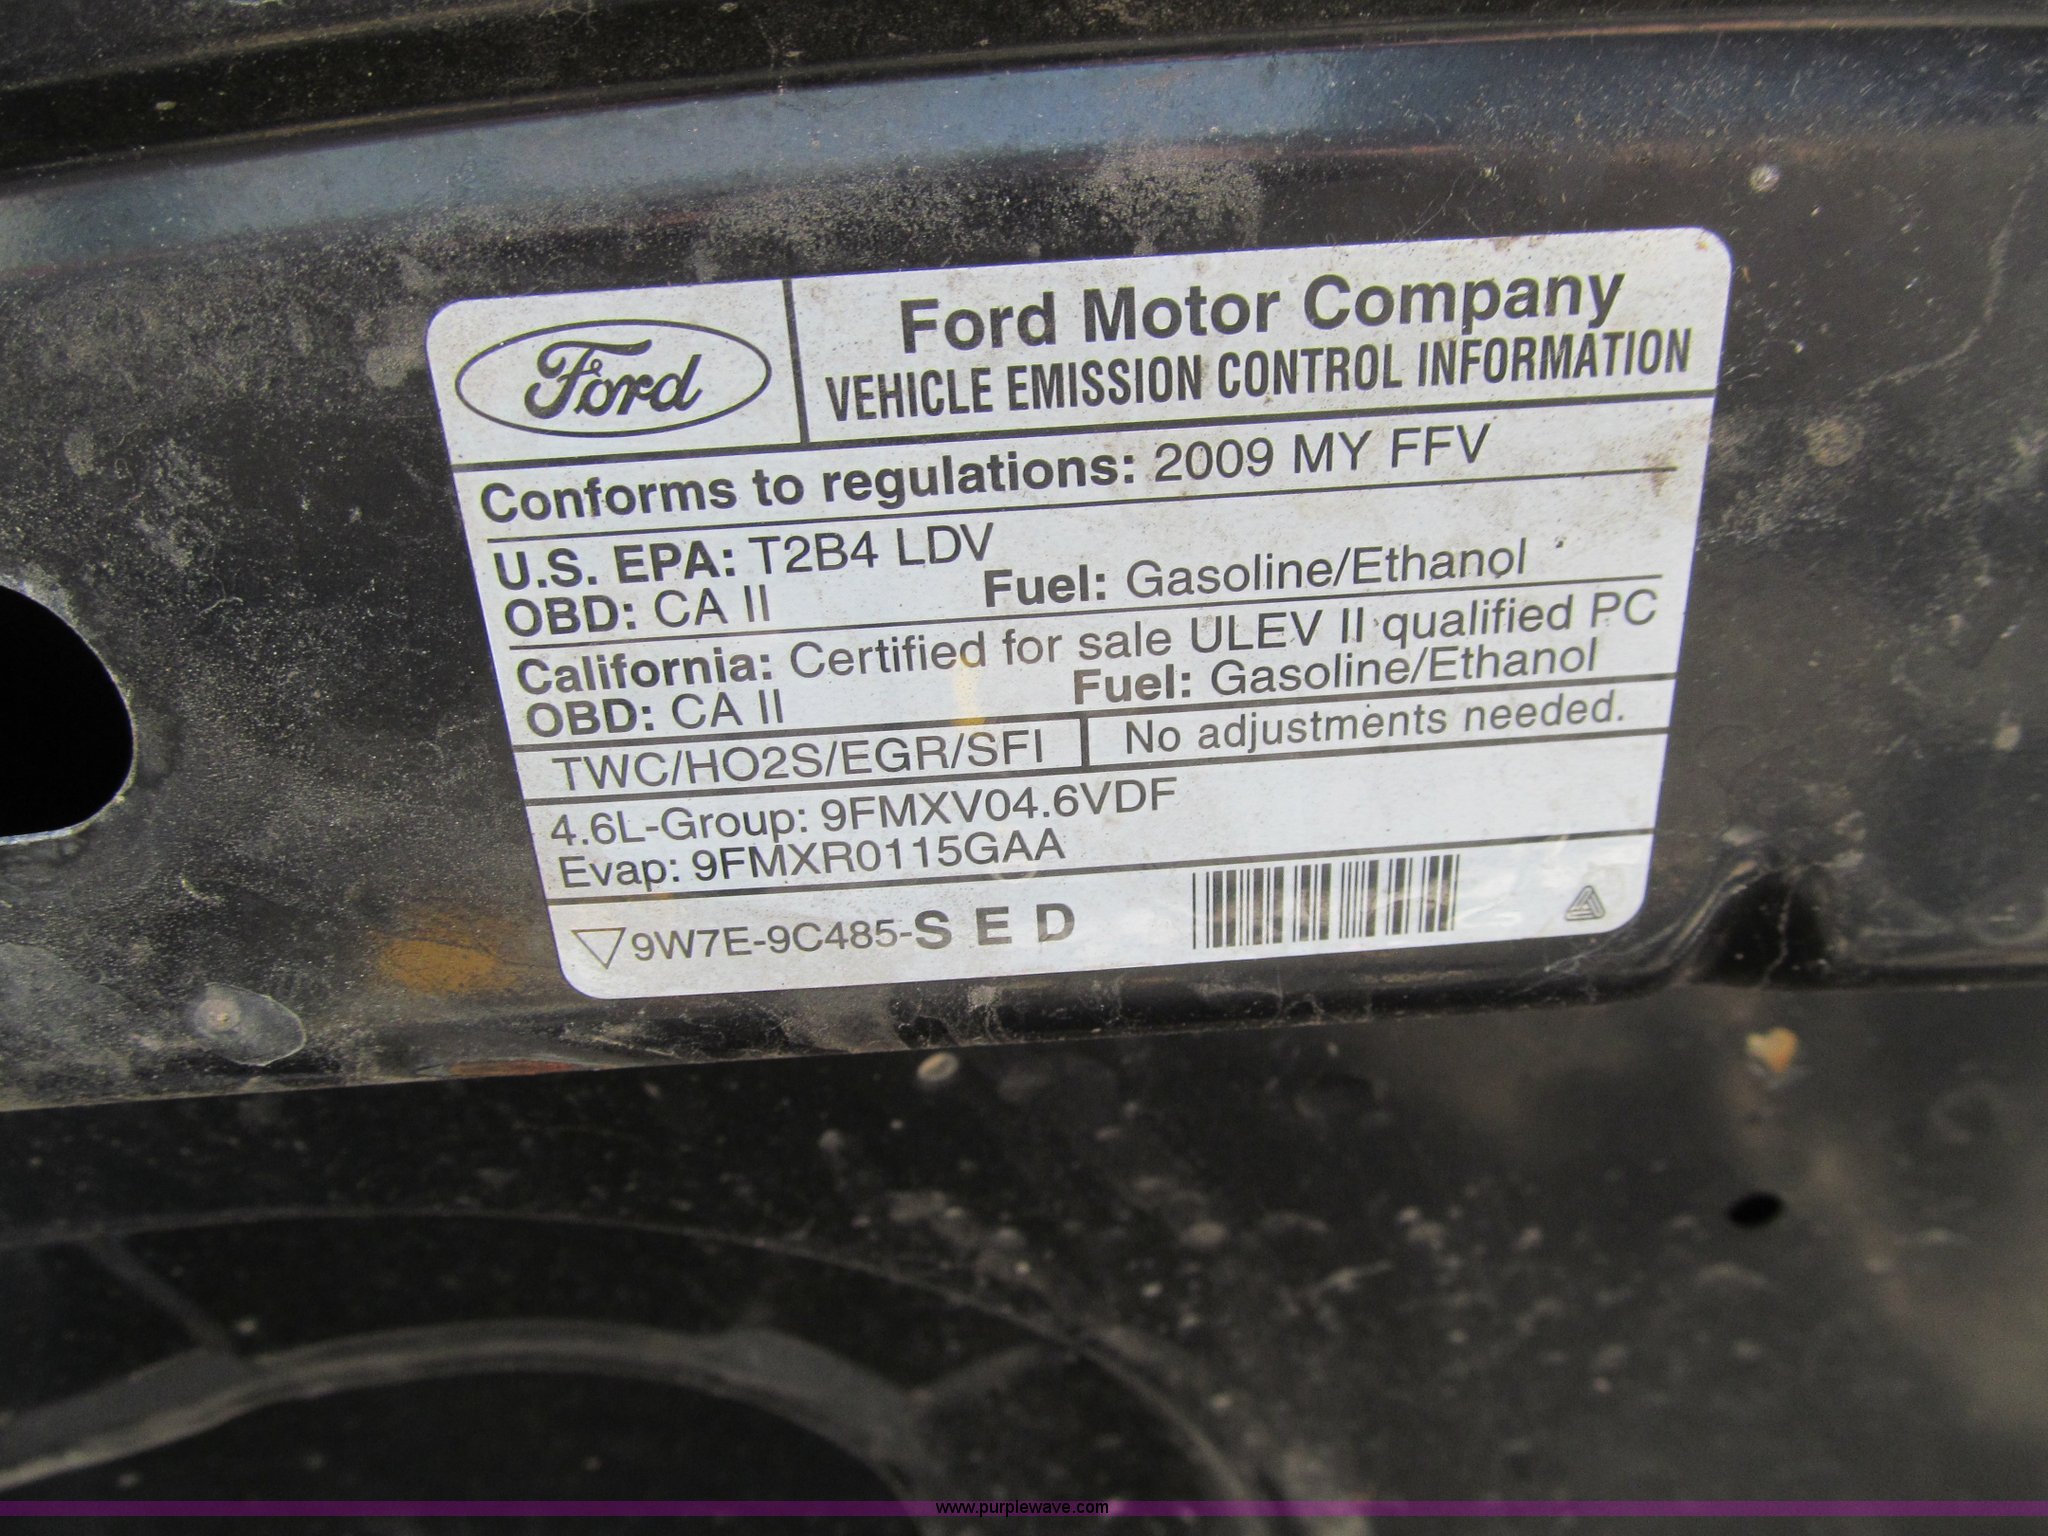 Ford
Ford Motor Company
VEHICLE EMISSION CONTROL INFORMATION
Conforms to regulations: 2009 MY FFV
U.S. EPA: T2B4 LDV
OBD: CA II Fuel: Gasoline/Ethanol
California: Certified for sale ULEV II qualified PC
OBD: CA II Fuel: Gasoline/Ethanol
TWC/HO2S/EGR/SFI No adjustments needed.
4.6L-Group: 9FMXV04.6VDF
Evap: 9FMXR0115GAA
9W7E-9C485-S E D
www.purplewave.com